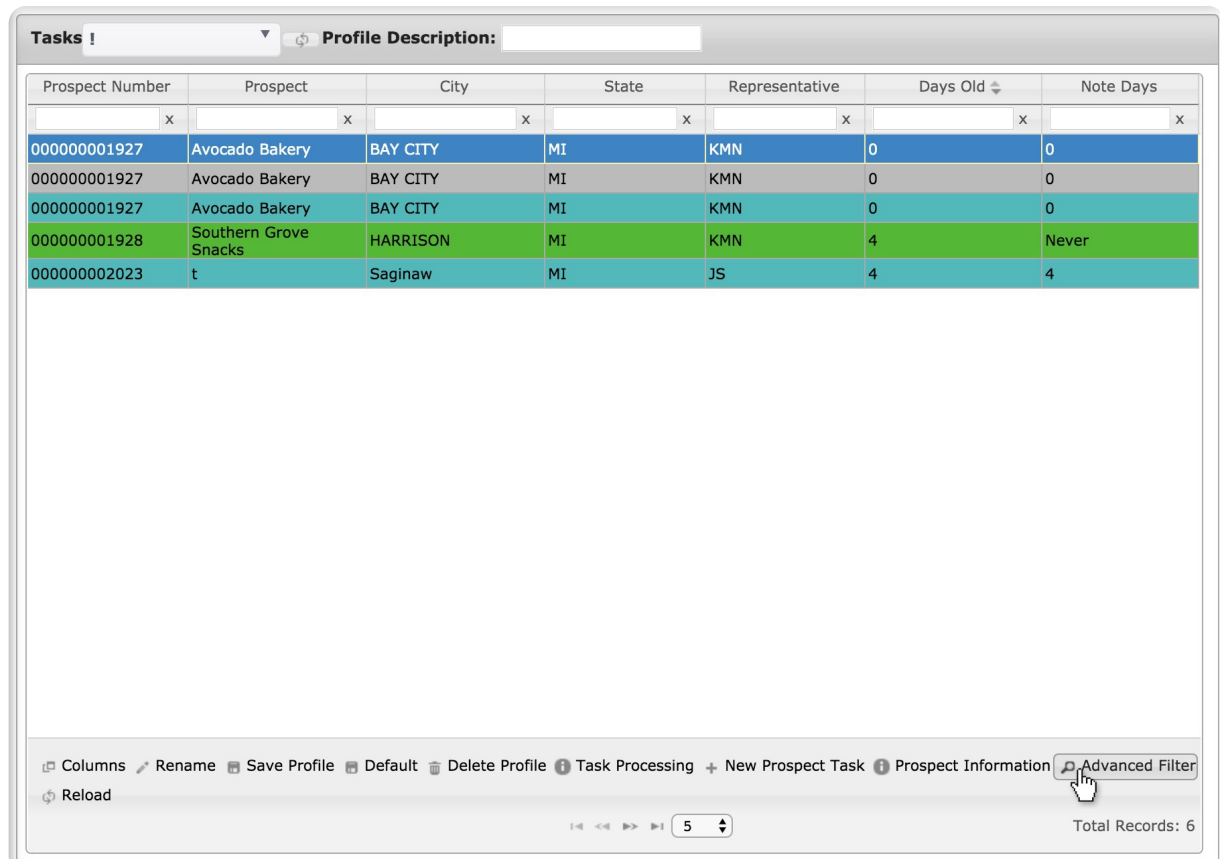 Tasks ! Profile Description:
Prospect Number Prospect City State Representative Days Old Note Days
x x x x x x x
000000001927 Avocado Bakery BAY CITY MI KMN 0 0
000000001927 Avocado Bakery BAY CITY MI KMN 0 0
000000001927 Avocado Bakery BAY CITY MI KMN 0 0
000000001928 Southern Grove Snacks HARRISON MI KMN 4 Never
000000002023 t Saginaw MI JS 4 4
Columns Rename Save Profile Default Delete Profile Task Processing New Prospect Task Prospect Information Advanced Filter
Reload
5 Total Records: 6